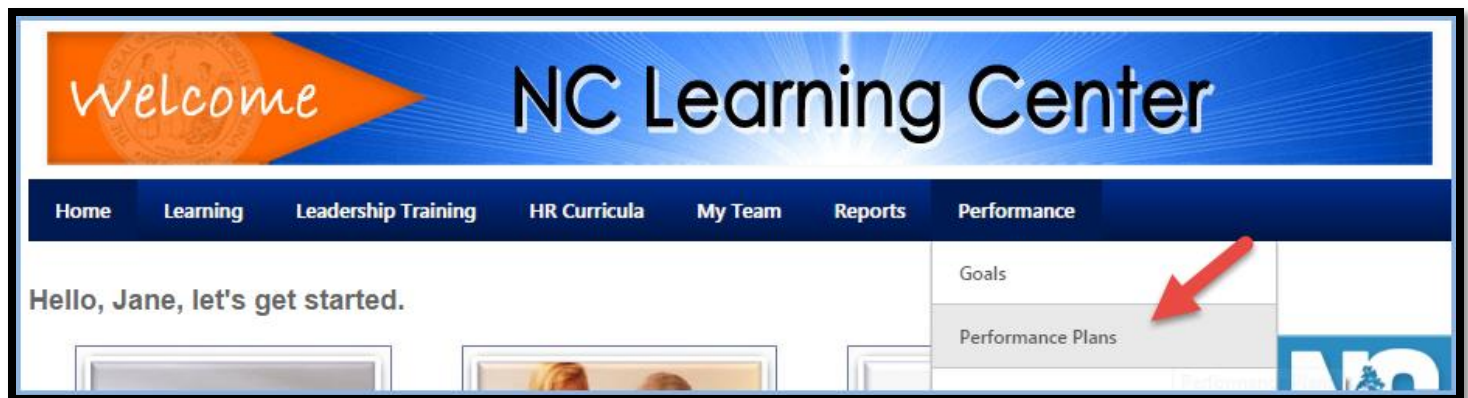 Welcome
NC Learning Center
Home Learning Leadership Training HR Curricula My Team Reports Performance
Goals
Hello, Jane, let's get started.
Performance Plans
NC